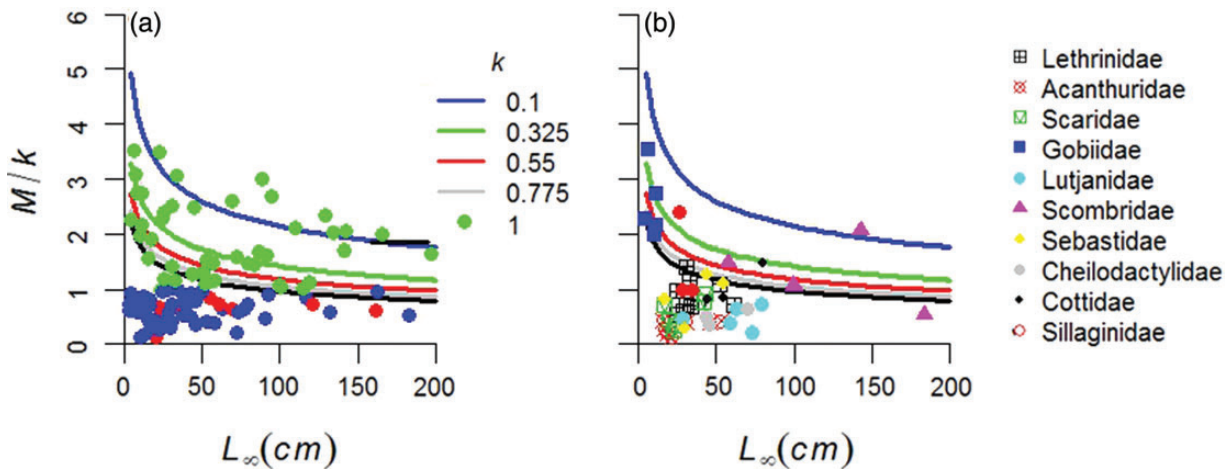 (a)
(b)
6
5
4
3
2
1
0
M/k
k
0.1
0.325
0.55
0.775
1
0 50 100 150 200
0 50 100 150 200
L∞(cm)
L∞(cm)
Lethrinidae
Acanthuridae
Scaridae
Gobiidae
Lutjanidae
Scombridae
Sebastidae
Cheilodactylidae
Cottidae
Sillaginidae